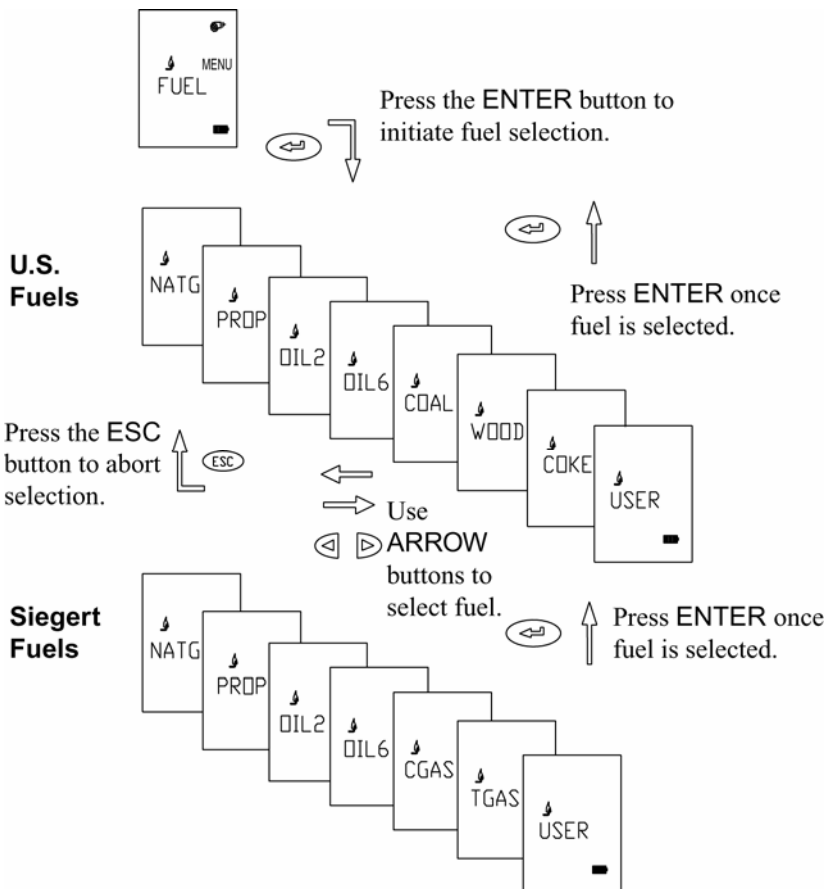 MENU
FUEL
Press the ENTER button to
initiate fuel selection.
U.S.
Fuels
NATG
PROP
OIL2
OIL6
COAL
WOOD
COKE
USER
Press ENTER once
fuel is selected.
Press the ESC
button to abort
selection.
ESC
Use
ARROW
buttons to
select fuel.
Siegert
Fuels
NATG
PROP
OIL2
OIL6
CGAS
TGAS
USER
Press ENTER once
fuel is selected.